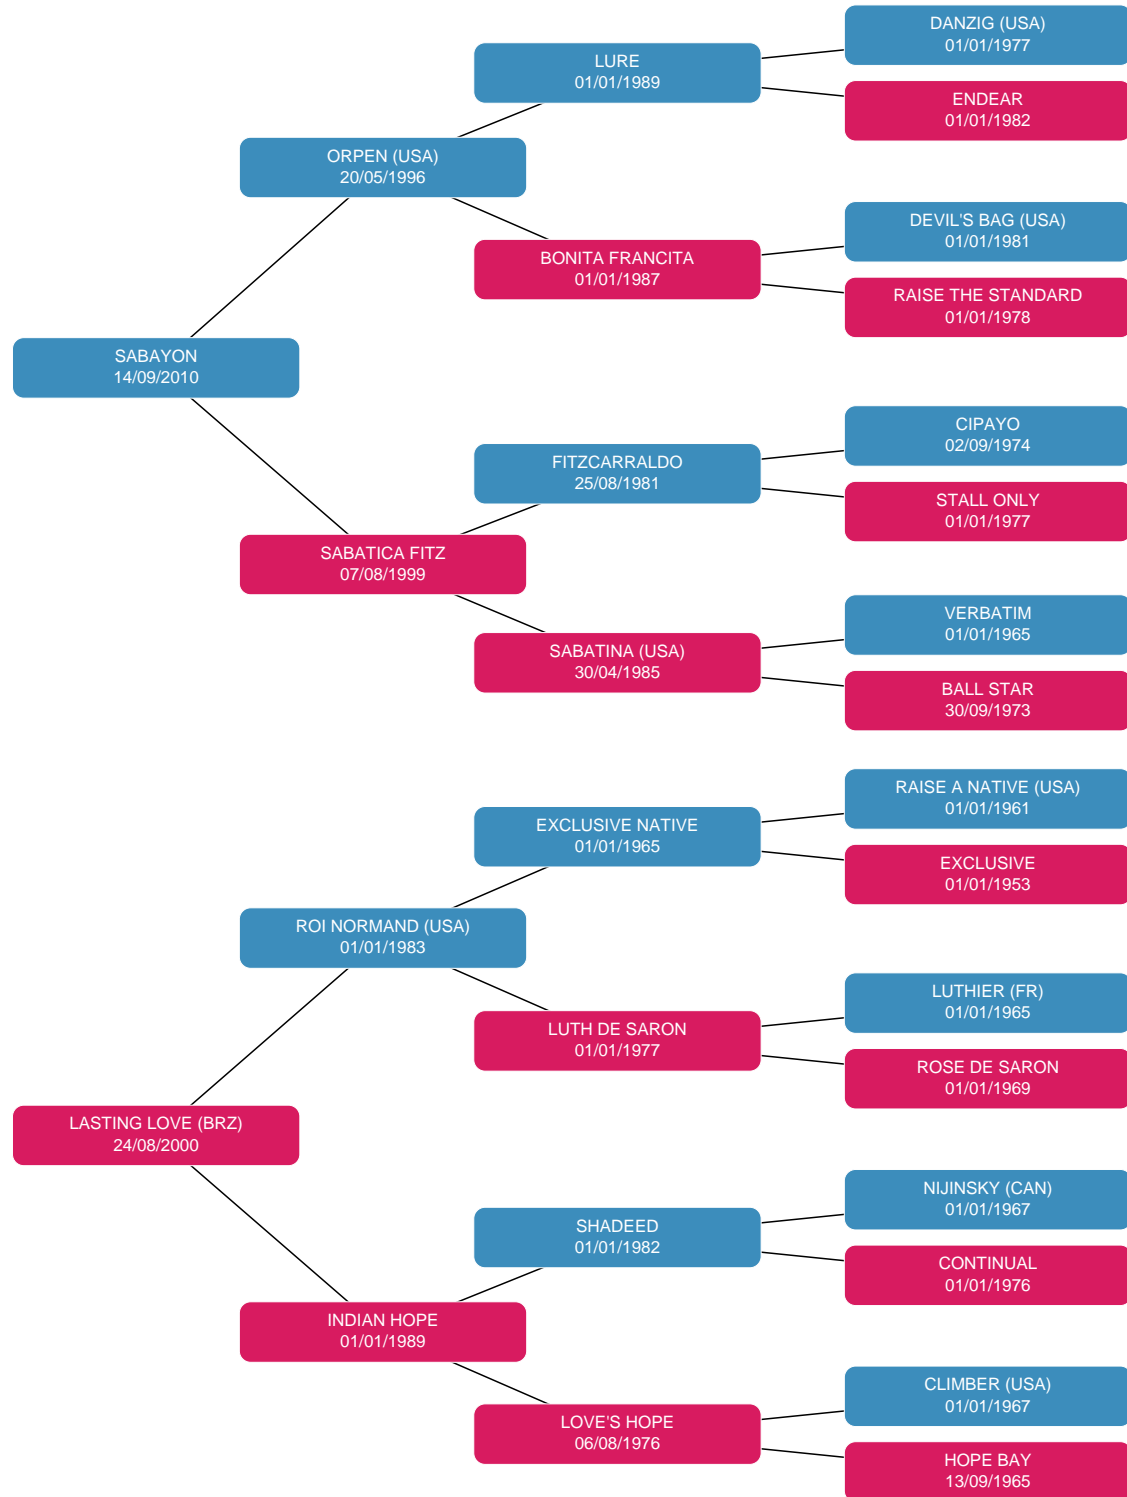 DANZIG (USA)
01/01/1977
LURE
01/01/1989
ENDEAR
01/01/1982
ORPEN (USA)
20/05/1996
DEVIL'S BAG (USA)
01/01/1981
BONITA FRANCITA
01/01/1987
RAISE THE STANDARD
01/01/1978
SABAYON
14/09/2010
CIPAYO
02/09/1974
FITZCARRALDO
25/08/1981
STALL ONLY
01/01/1977
SABATICA FITZ
07/08/1999
VERBATIM
01/01/1965
SABATINA (USA)
30/04/1985
BALL STAR
30/09/1973
RAISE A NATIVE (USA)
01/01/1961
EXCLUSIVE NATIVE
01/01/1965
EXCLUSIVE
01/01/1953
ROI NORMAND (USA)
01/01/1983
LUTHIER (FR)
01/01/1965
LUTH DE SARON
01/01/1977
ROSE DE SARON
01/01/1969
LASTING LOVE (BRZ)
24/08/2000
NIJINSKY (CAN)
01/01/1967
SHADEED
01/01/1982
CONTINUAL
01/01/1976
INDIAN HOPE
01/01/1989
CLIMBER (USA)
01/01/1967
LOVE'S HOPE
06/08/1976
HOPE BAY
13/09/1965